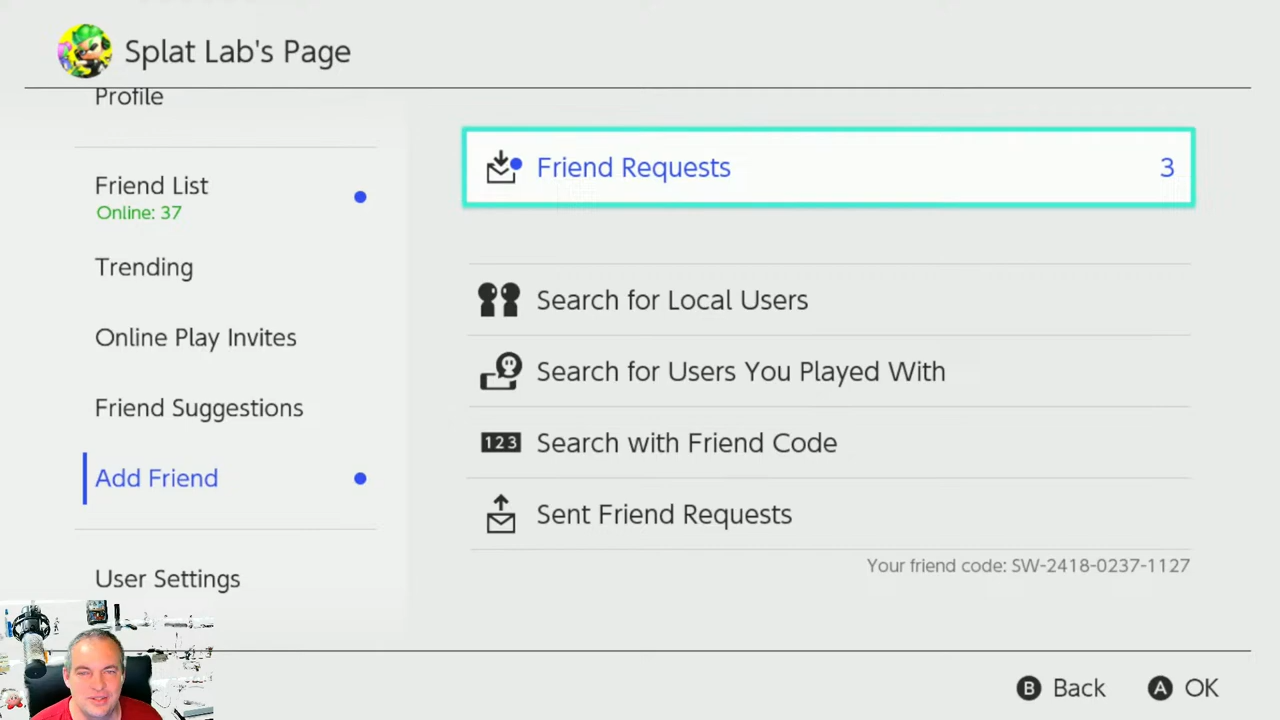 Splat Lab's Page
Profile
Friend List
Online: 37
Trending
Online Play Invites
Friend Suggestions
Add Friend
User Settings
Friend Requests 3
Search for Local Users
Search for Users You Played With
123 Search with Friend Code
Sent Friend Requests
Your friend code: SW-2418-0237-1127
B Back A OK